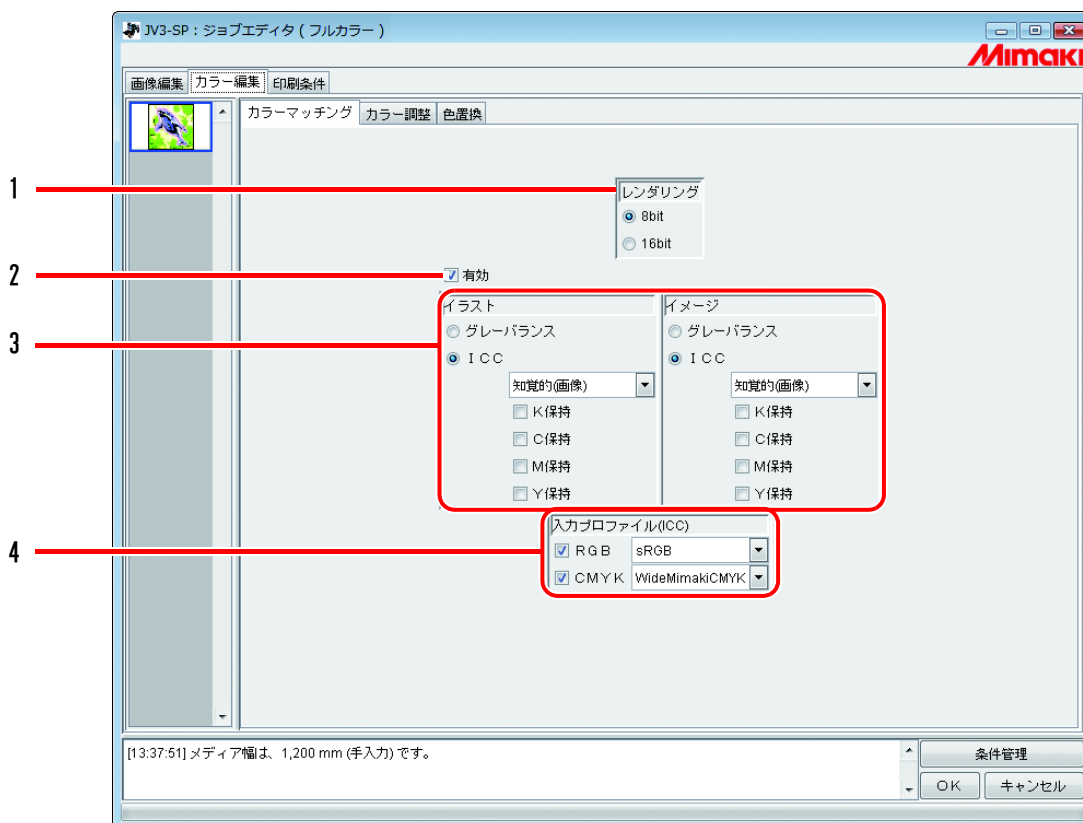 JV3-SP : ジョブエディタ ( フルカラー )
Mimaki
画像編集 カラー編集 印刷条件
カラーマッチング カラー調整 色置換
1
レンダリング
8bit
16bit
2
有効
3
イラスト
グレーバランス
ＩＣＣ
知覚的(画像)
K保持
C保持
M保持
Y保持
イメージ
グレーバランス
ＩＣＣ
知覚的(画像)
K保持
C保持
M保持
Y保持
4
入力プロファイル(ICC)
ＲＧＢ sRGB
ＣＭＹＫ WideMimakiCMYK
[13:37:51] メディア幅は、1,200 mm (手入力) です。
条件管理
ＯＫ キャンセル